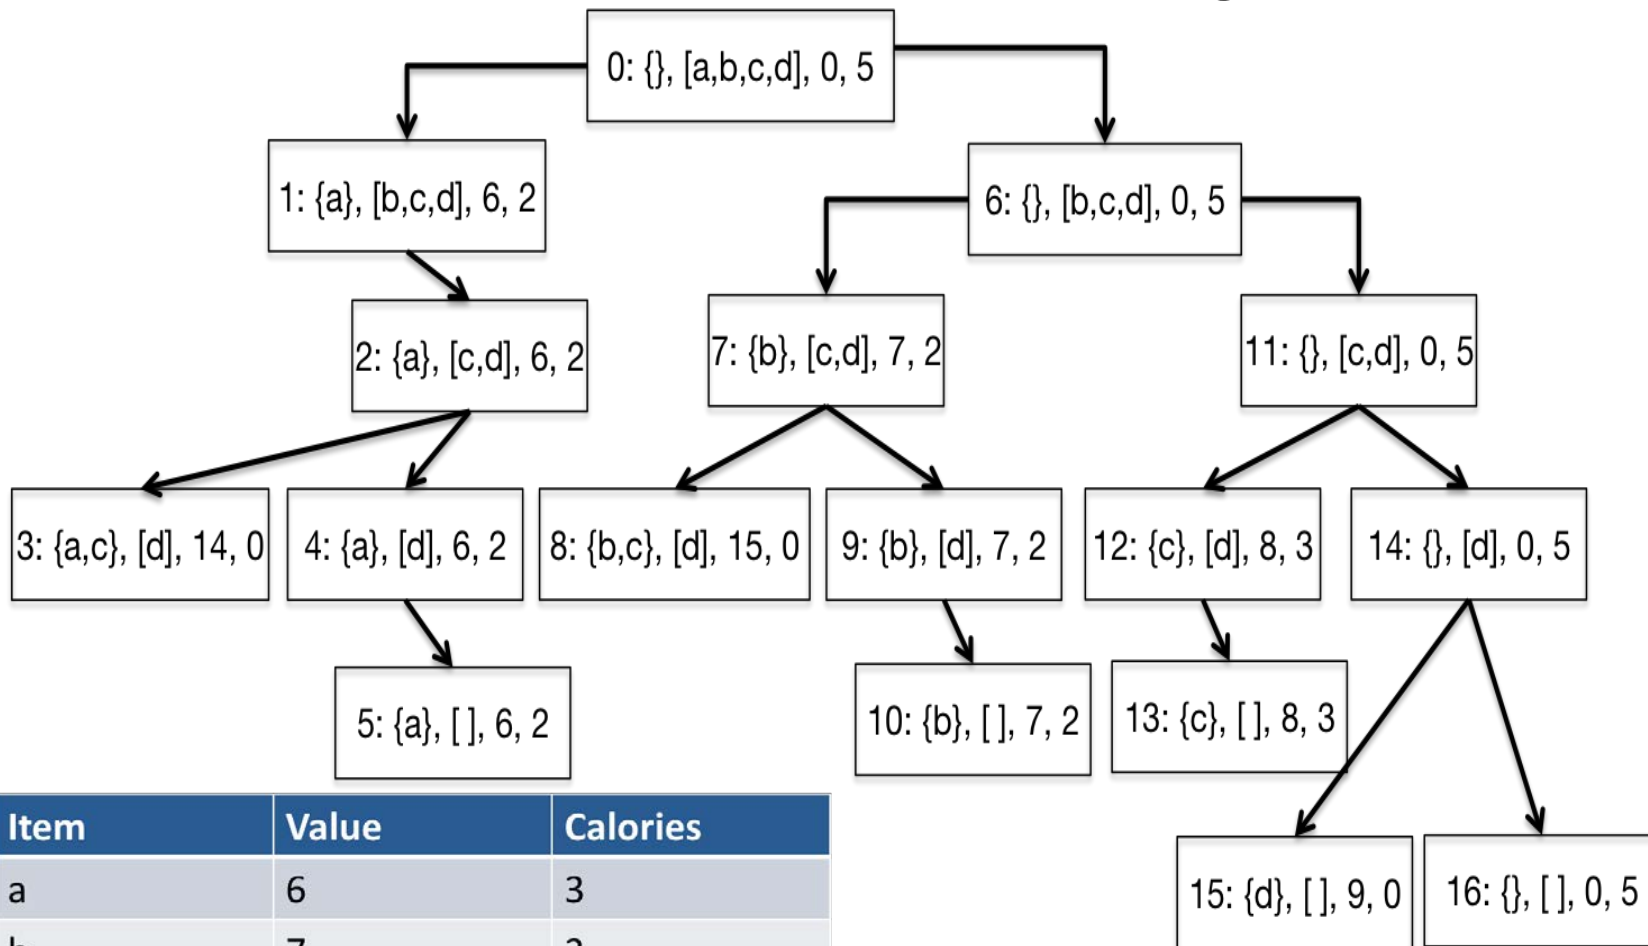 0: {}, [a,b,c,d], 0, 5
1: {a}, [b,c,d], 6, 2
6: {}, [b,c,d], 0, 5
2: {a}, [c,d], 6, 2
7: {b}, [c,d], 7, 2
11: {}, [c,d], 0, 5
3: {a,c}, [d], 14, 0
4: {a}, [d], 6, 2
8: {b,c}, [d], 15, 0
9: {b}, [d], 7, 2
12: {c}, [d], 8, 3
14: {}, [d], 0, 5
5: {a}, [ ], 6, 2
10: {b}, [ ], 7, 2
13: {c}, [ ], 8, 3
15: {d}, [ ], 9, 0
16: {}, [ ], 0, 5
Item Value Calories
a 6 3